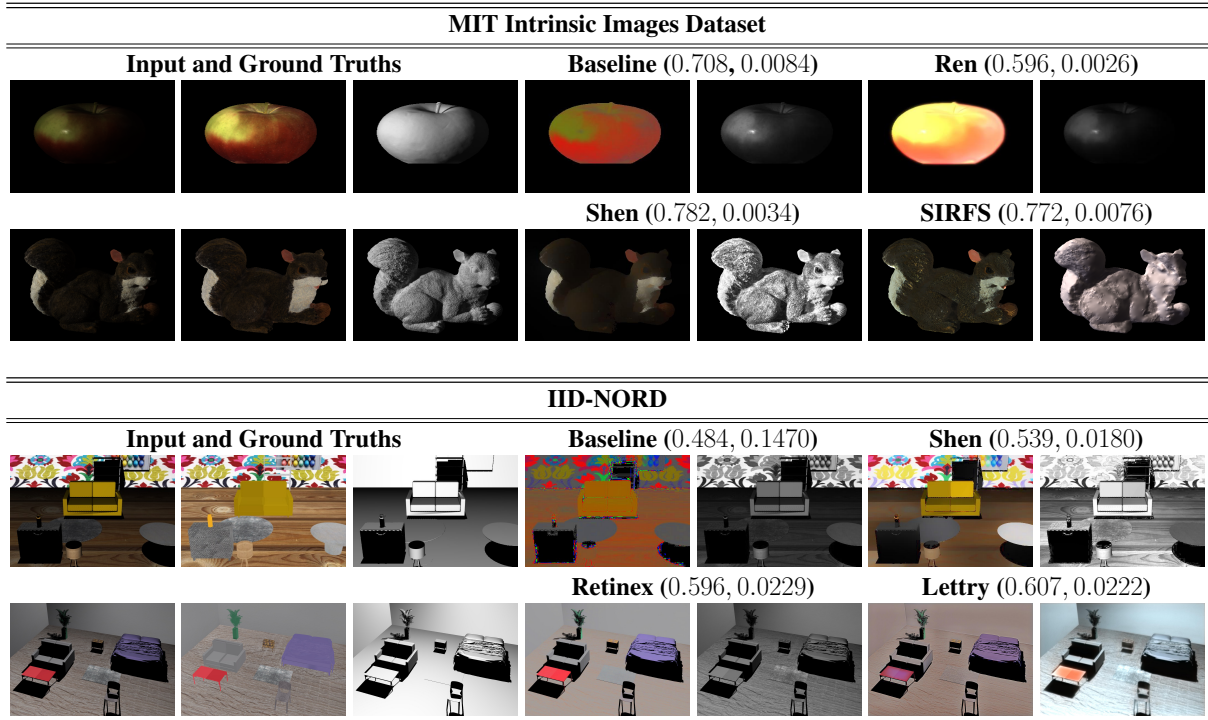 MIT Intrinsic Images Dataset
Input and Ground Truths Baseline (0.708, 0.0084) Ren (0.596, 0.0026)
Shen (0.782, 0.0034) SIRFS (0.772, 0.0076)
IID-NORD
Input and Ground Truths Baseline (0.484, 0.1470) Shen (0.539, 0.0180)
Retinex (0.596, 0.0229) Lettry (0.607, 0.0222)